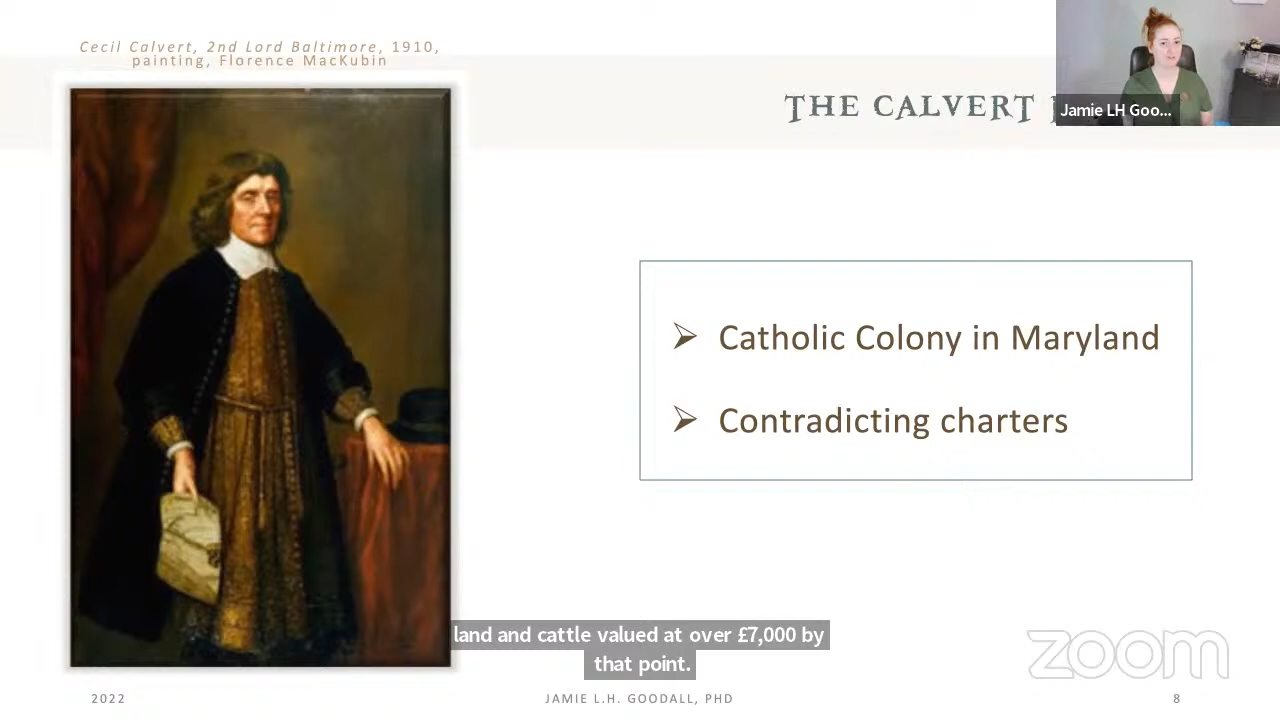 Cecil Calvert, 2nd Lord Baltimore, 1910,
painting, Florence MacKubin
THE CALVERT
Jamie LH Goo...
➢ Catholic Colony in Maryland
➢ Contradicting charters
land and cattle valued at over £7,000 by
that point.
zoom
2022
JAMIE L.H. GOODALL, PHD
8